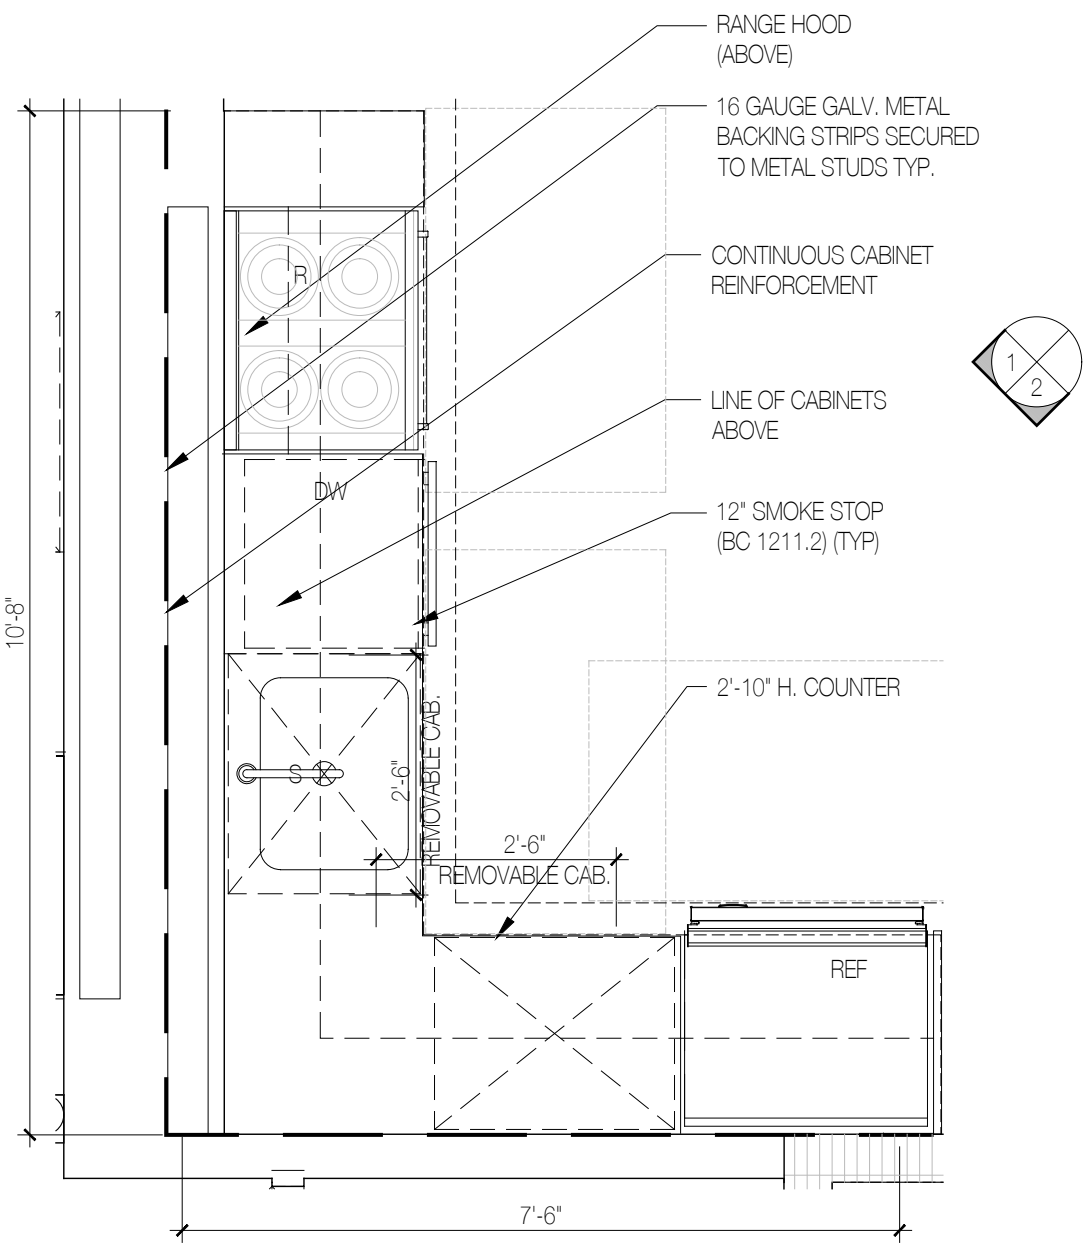 RANGE HOOD
(ABOVE)
16 GAUGE GALV. METAL
BACKING STRIPS SECURED
TO METAL STUDS TYP.
CONTINUOUS CABINET
REINFORCEMENT
R
1
2
LINE OF CABINETS
ABOVE
DW
12" SMOKE STOP
(BC 1211.2) (TYP)
10'-8"
2'-10" H. COUNTER
S
2'-6"
REMOVABLE CAB.
2'-6"
REMOVABLE CAB.
REF
7'-6"